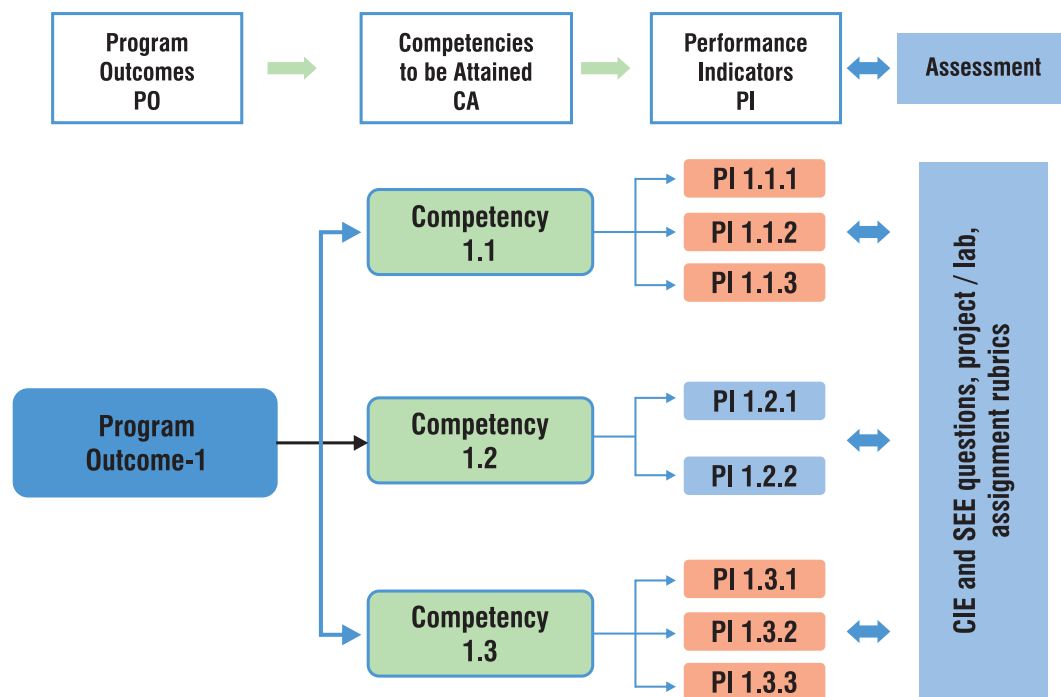 Program
Outcomes
PO
Competencies
to be Attained
CA
Performance
Indicators
PI
Assessment
Program
Outcome-1
Competency
1.1
PI 1.1.1
PI 1.1.2
PI 1.1.3
Competency
1.2
PI 1.2.1
PI 1.2.2
Competency
1.3
PI 1.3.1
PI 1.3.2
PI 1.3.3
CIE and SEE questions, project / lab,
assignment rubrics